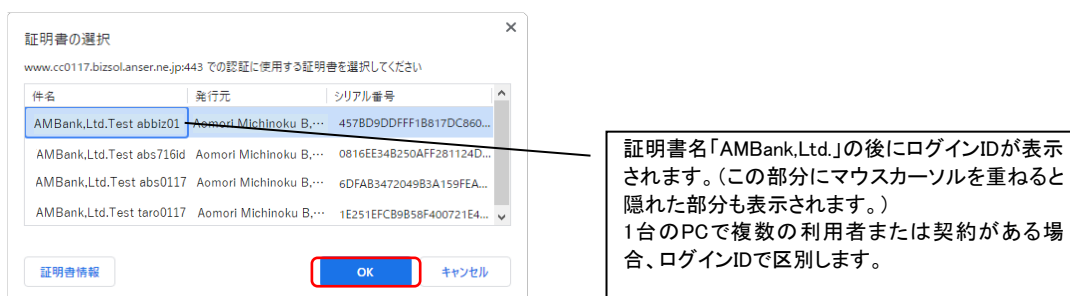 証明書の選択
www.cc0117.bizsol.anser.ne.jp:443 での認証に使用する証明書を選択してください
件名 発行元 シリアル番号
AMBank,Ltd.Test abbiz01 Aomori Michinoku B,… 457BD9DDFFF1B817DC860...
AMBank,Ltd.Test abs716id Aomori Michinoku B,… 0816EE34B250AFF281124D...
AMBank,Ltd.Test abs0117 Aomori Michinoku B,… 6DFAB3472049B3A159FEA...
AMBank,Ltd.Test taro0117 Aomori Michinoku B,… 1E251EFCB9B58F400721E4...
証明書情報 OK キャンセル
証明書名「AMBank,Ltd.」の後にログインIDが表示
されます。(この部分にマウスカーソルを重ねると
隠れた部分も表示されます。)
1台のPCで複数の利用者または契約がある場
合、ログインIDで区別します。